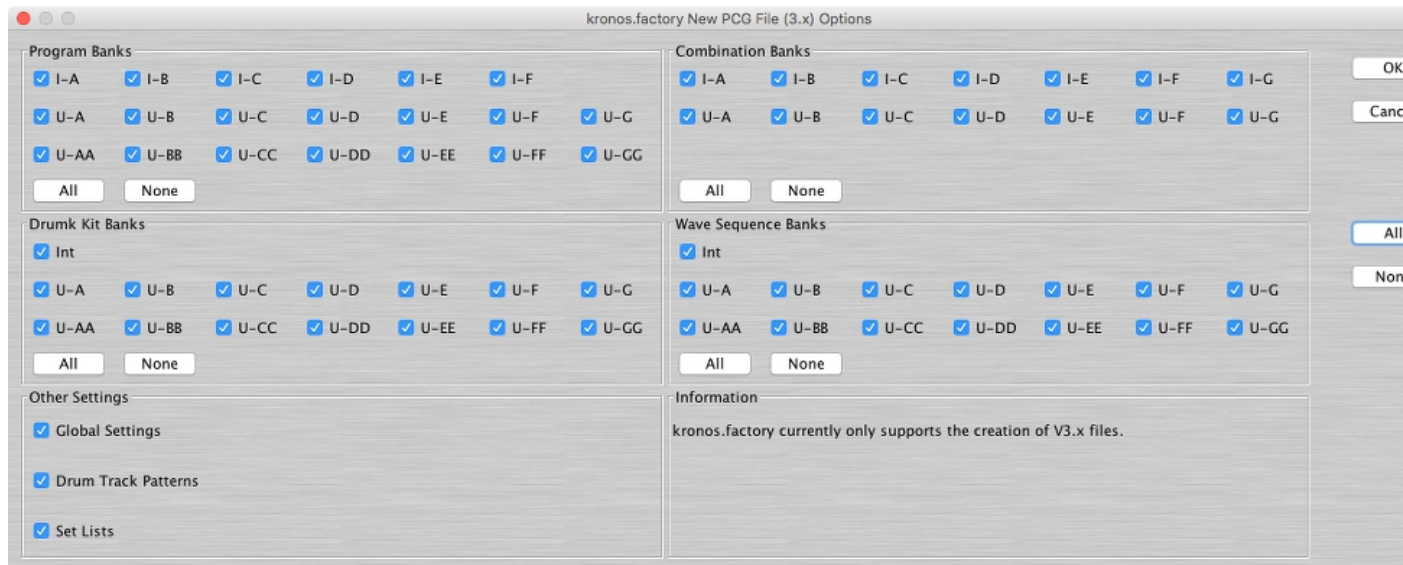 kronos.factory New PCG File (3.x) Options
Program Banks
I-A I-B I-C I-D I-E I-F
U-A U-B U-C U-D U-E U-F U-G
U-AA U-BB U-CC U-DD U-EE U-FF U-GG
All None
Combination Banks
I-A I-B I-C I-D I-E I-F I-G
U-A U-B U-C U-D U-E U-F U-G
All None
OK
Canc
Drumk Kit Banks
Int
U-A U-B U-C U-D U-E U-F U-G
U-AA U-BB U-CC U-DD U-EE U-FF U-GG
All None
Wave Sequence Banks
Int
U-A U-B U-C U-D U-E U-F U-G
U-AA U-BB U-CC U-DD U-EE U-FF U-GG
All None
All
Non
Other Settings
Global Settings
Drum Track Patterns
Set Lists
Information
kronos.factory currently only supports the creation of V3.x files.